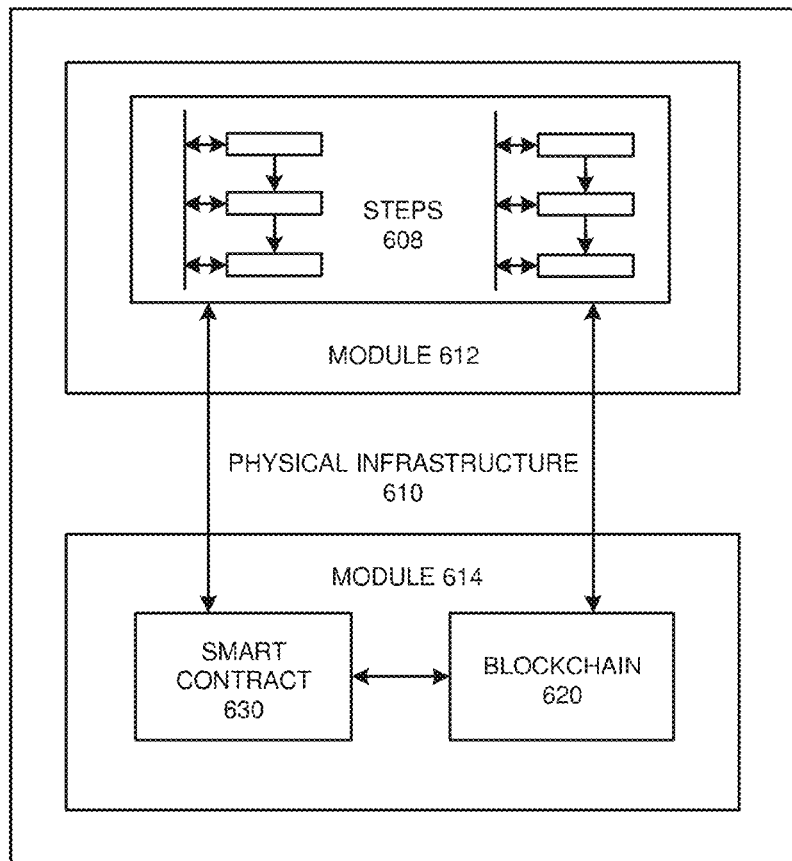 STEPS
608
MODULE 612
PHYSICAL INFRASTRUCTURE
610
MODULE 614
SMART
CONTRACT
630
BLOCKCHAIN
620